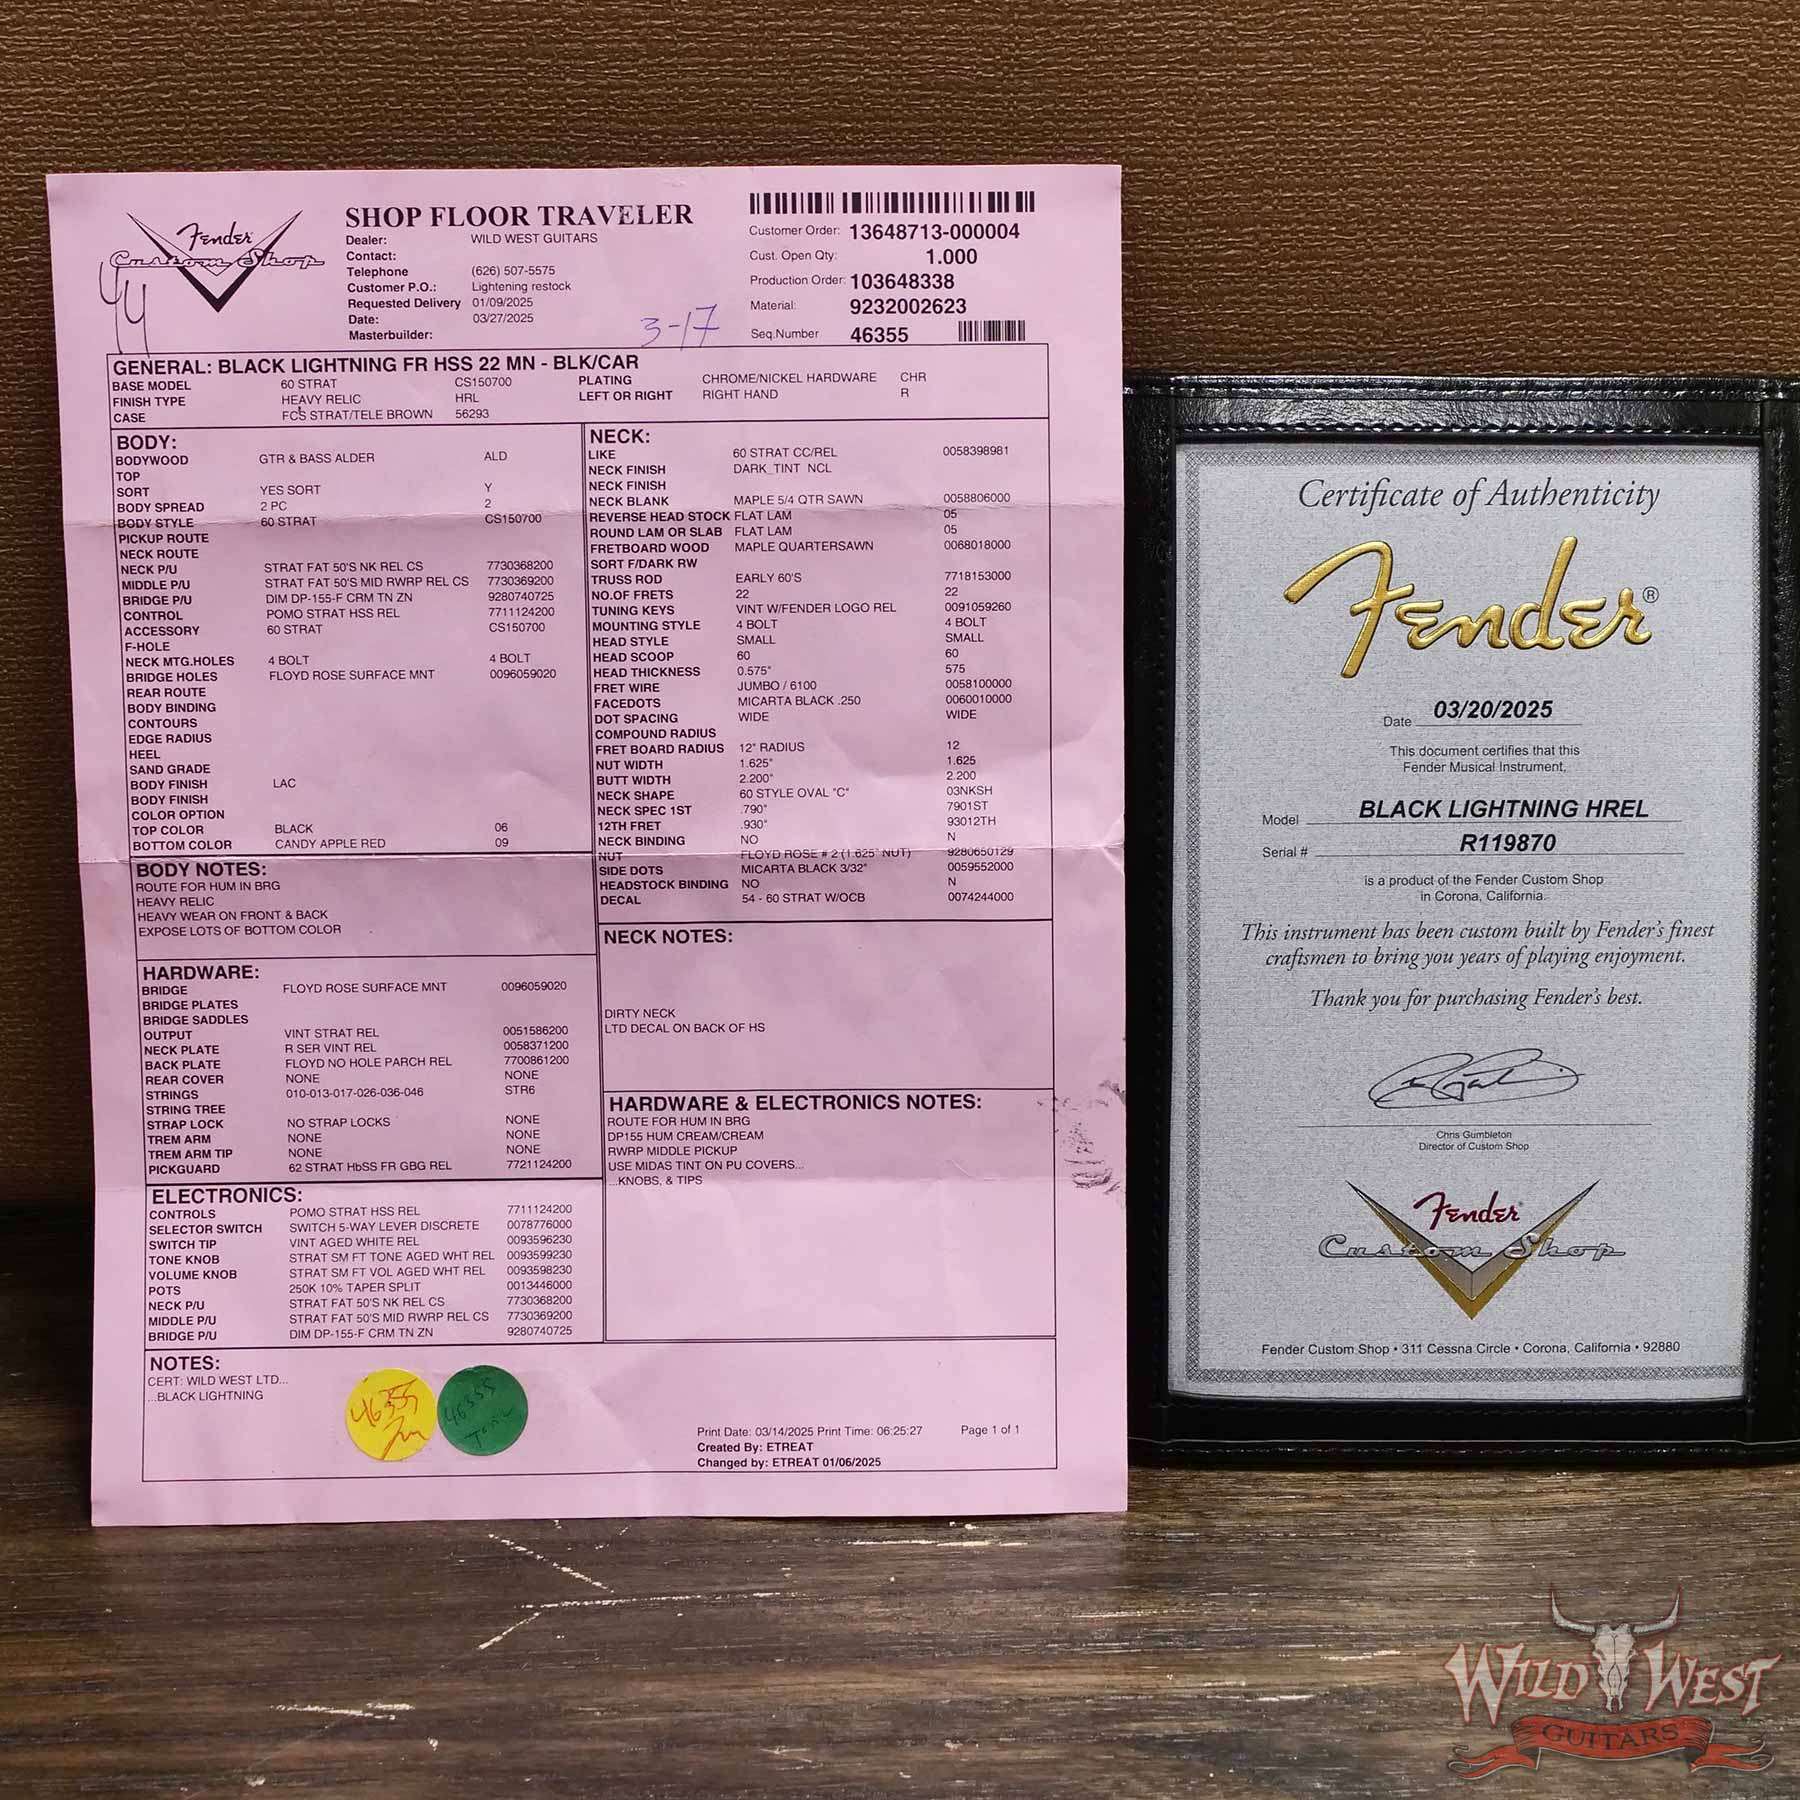 Fender
Custom Shop
SHOP FLOOR TRAVELER
Dealer: WILD WEST GUITARS
Contact:
Telephone (626) 507-5575
Customer P.O.: Lightening restock
Requested Delivery 01/09/2025
Date: 03/27/2025
Masterbuilder:
3-17
Customer Order: 13648713-000004
Cust. Open Qty: 1.000
Production Order: 103648338
Material: 9232002623
Seq.Number 46355
GENERAL: BLACK LIGHTNING FR HSS 22 MN - BLK/CAR
BASE MODEL 60 STRAT CS150700 PLATING CHROME/NICKEL HARDWARE CHR
FINISH TYPE HEAVY RELIC HRL LEFT OR RIGHT RIGHT HAND R
CASE FCS STRAT/TELE BROWN 56293
BODY:
BODYWOOD GTR & BASS ALDER ALD
TOP
SORT YES SORT Y
BODY SPREAD 2 PC 2
BODY STYLE 60 STRAT CS150700
PICKUP ROUTE
NECK ROUTE
NECK P/U STRAT FAT 50'S NK REL CS 7730368200
MIDDLE P/U STRAT FAT 50'S MID RWRP REL CS 7730369200
BRIDGE P/U DIM DP-155-F CRM TN ZN 9280740725
CONTROL POMO STRAT HSS REL 7711124200
ACCESSORY 60 STRAT CS150700
F-HOLE
NECK MTG.HOLES 4 BOLT 4 BOLT
BRIDGE HOLES FLOYD ROSE SURFACE MNT 0096059020
REAR ROUTE
BODY BINDING
CONTOURS
EDGE RADIUS
HEEL
SAND GRADE
BODY FINISH LAC
BODY FINISH
COLOR OPTION
TOP COLOR BLACK 06
BOTTOM COLOR CANDY APPLE RED 09
BODY NOTES:
ROUTE FOR HUM IN BRG
HEAVY RELIC
HEAVY WEAR ON FRONT & BACK
EXPOSE LOTS OF BOTTOM COLOR
HARDWARE:
BRIDGE FLOYD ROSE SURFACE MNT 0096059020
BRIDGE PLATES
BRIDGE SADDLES
OUTPUT VINT STRAT REL 0051586200
NECK PLATE R SER VINT REL 0058371200
BACK PLATE FLOYD NO HOLE PARCH REL 7700861200
REAR COVER NONE NONE
STRINGS 010-013-017-026-036-046 STR6
STRING TREE
STRAP LOCK NO STRAP LOCKS NONE
TREM ARM NONE NONE
TREM ARM TIP NONE NONE
PICKGUARD 62 STRAT HbSS FR GBG REL 7721124200
ELECTRONICS:
CONTROLS POMO STRAT HSS REL 7711124200
SELECTOR SWITCH SWITCH 5-WAY LEVER DISCRETE 0078776000
SWITCH TIP VINT AGED WHITE REL 0093596230
TONE KNOB STRAT SM FT TONE AGED WHT REL 0093599230
VOLUME KNOB STRAT SM FT VOL AGED WHT REL 0093598230
POTS 250K 10% TAPER SPLIT 0013446000
NECK P/U STRAT FAT 50'S NK REL CS 7730368200
MIDDLE P/U STRAT FAT 50'S MID RWRP REL CS 7730369200
BRIDGE P/U DIM DP-155-F CRM TN ZN 9280740725
NECK:
LIKE 60 STRAT CC/REL 0058398981
NECK FINISH DARK TINT NCL
NECK FINISH
NECK BLANK MAPLE 5/4 QTR SAWN 0058806000
REVERSE HEAD STOCK FLAT LAM 05
ROUND LAM OR SLAB FLAT LAM 05
FRETBOARD WOOD MAPLE QUARTERSAWN 0068018000
SORT F/DARK RW
TRUSS ROD EARLY 60'S 7718153000
NO.OF FRETS 22 22
TUNING KEYS VINT W/FENDER LOGO REL 0091059260
MOUNTING STYLE 4 BOLT 4 BOLT
HEAD STYLE SMALL SMALL
HEAD SCOOP 60 60
HEAD THICKNESS 0.575" 575
FRET WIRE JUMBO / 6100 0058100000
FACEDOTS MICARTA BLACK .250 0060010000
DOT SPACING WIDE WIDE
COMPOUND RADIUS
FRET BOARD RADIUS 12" RADIUS 12
NUT WIDTH 1.625" 1.625
BUTT WIDTH 2.200" 2.200
NECK SHAPE 60 STYLE OVAL "C" 03NKSH
NECK SPEC 1ST .790" 7901ST
12TH FRET .930" 93012TH
NECK BINDING NO N
NUT FLOYD ROSE # 2 (1.625" NUT) 9280650129
SIDE DOTS MICARTA BLACK 3/32" 0059552000
HEADSTOCK BINDING NO N
DECAL 54 - 60 STRAT W/OCB 0074244000
NECK NOTES:
DIRTY NECK
LTD DECAL ON BACK OF HS
HARDWARE & ELECTRONICS NOTES:
ROUTE FOR HUM IN BRG
DP155 HUM CREAM/CREAM
RWRP MIDDLE PICKUP
USE MIDAS TINT ON PU COVERS...
...KNOBS, & TIPS
NOTES:
CERT: WILD WEST LTD...
...BLACK LIGHTNING
46355
46355
Print Date: 03/14/2025 Print Time: 06:25:27 Page 1 of 1
Created By: ETREAT
Changed by: ETREAT 01/06/2025
Certificate of Authenticity
Fender®
Date 03/20/2025
This document certifies that this
Fender Musical Instrument,
Model BLACK LIGHTNING HREL
Serial # R119870
is a product of the Fender Custom Shop
in Corona, California.
This instrument has been custom built by Fender's finest
craftsmen to bring you years of playing enjoyment.
Thank you for purchasing Fender's best.
Chris Gumbleton
Director of Custom Shop
Fender
Custom Shop
Fender Custom Shop • 311 Cessna Circle • Corona, California • 92880
WILD WEST
GUITARS